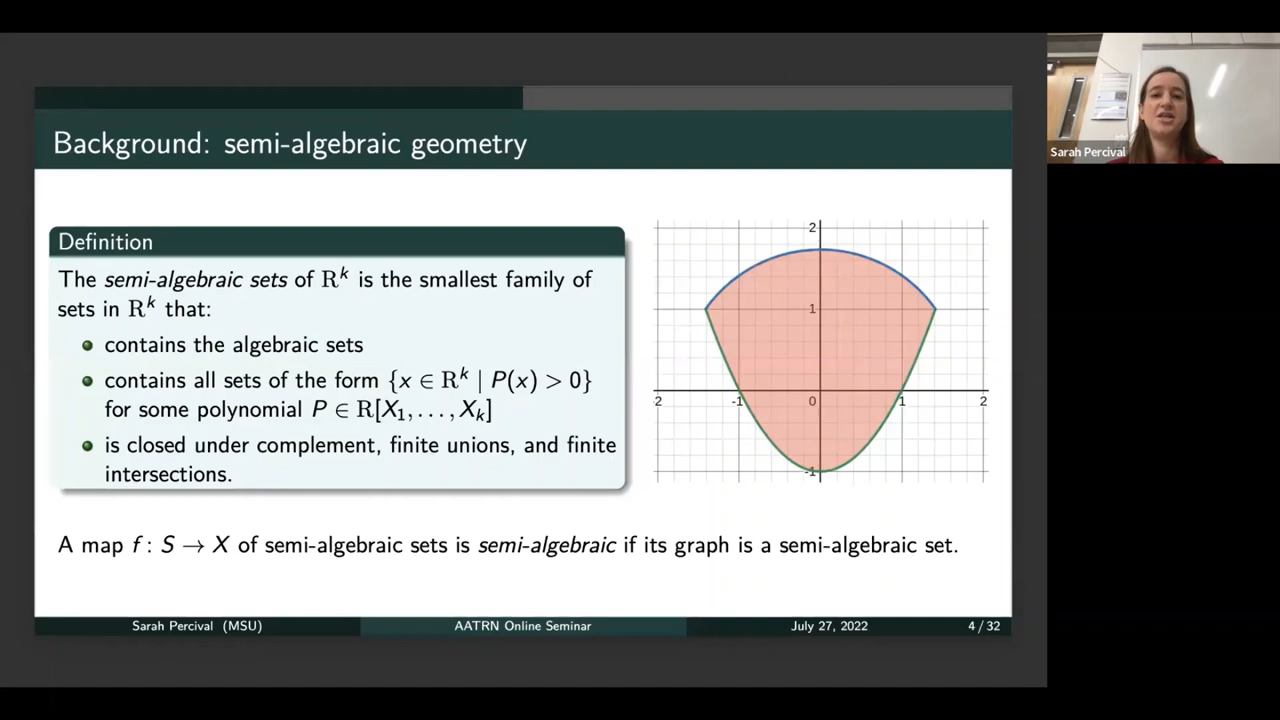 Background: semi-algebraic geometry
Definition
The semi-algebraic sets of R^k is the smallest family of
sets in R^k that:
contains the algebraic sets
contains all sets of the form {x ∈ R^k | P(x) > 0}
for some polynomial P ∈ R[X_1, . . . , X_k]
is closed under complement, finite unions, and finite
intersections.
2
1
2 -1 0 1 2
-1
A map f : S → X of semi-algebraic sets is semi-algebraic if its graph is a semi-algebraic set.
Sarah Percival (MSU) AATRN Online Seminar July 27, 2022 4 / 32
Sarah Percival